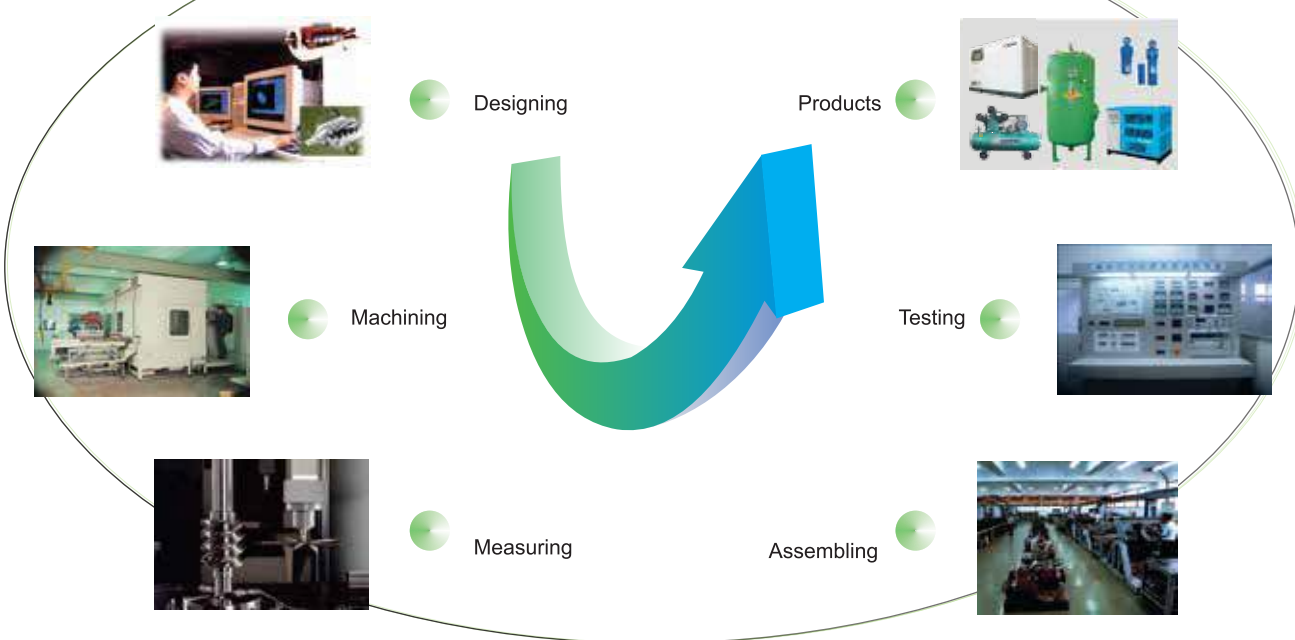 Designing
Machining
Measuring
Assembling
Testing
Products